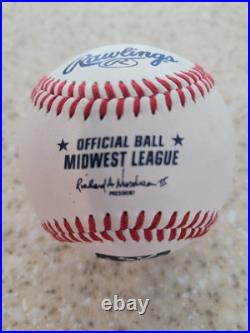 Rawlings
R
OFFICIAL BALL
MIDWEST LEAGUE
PRESIDENT